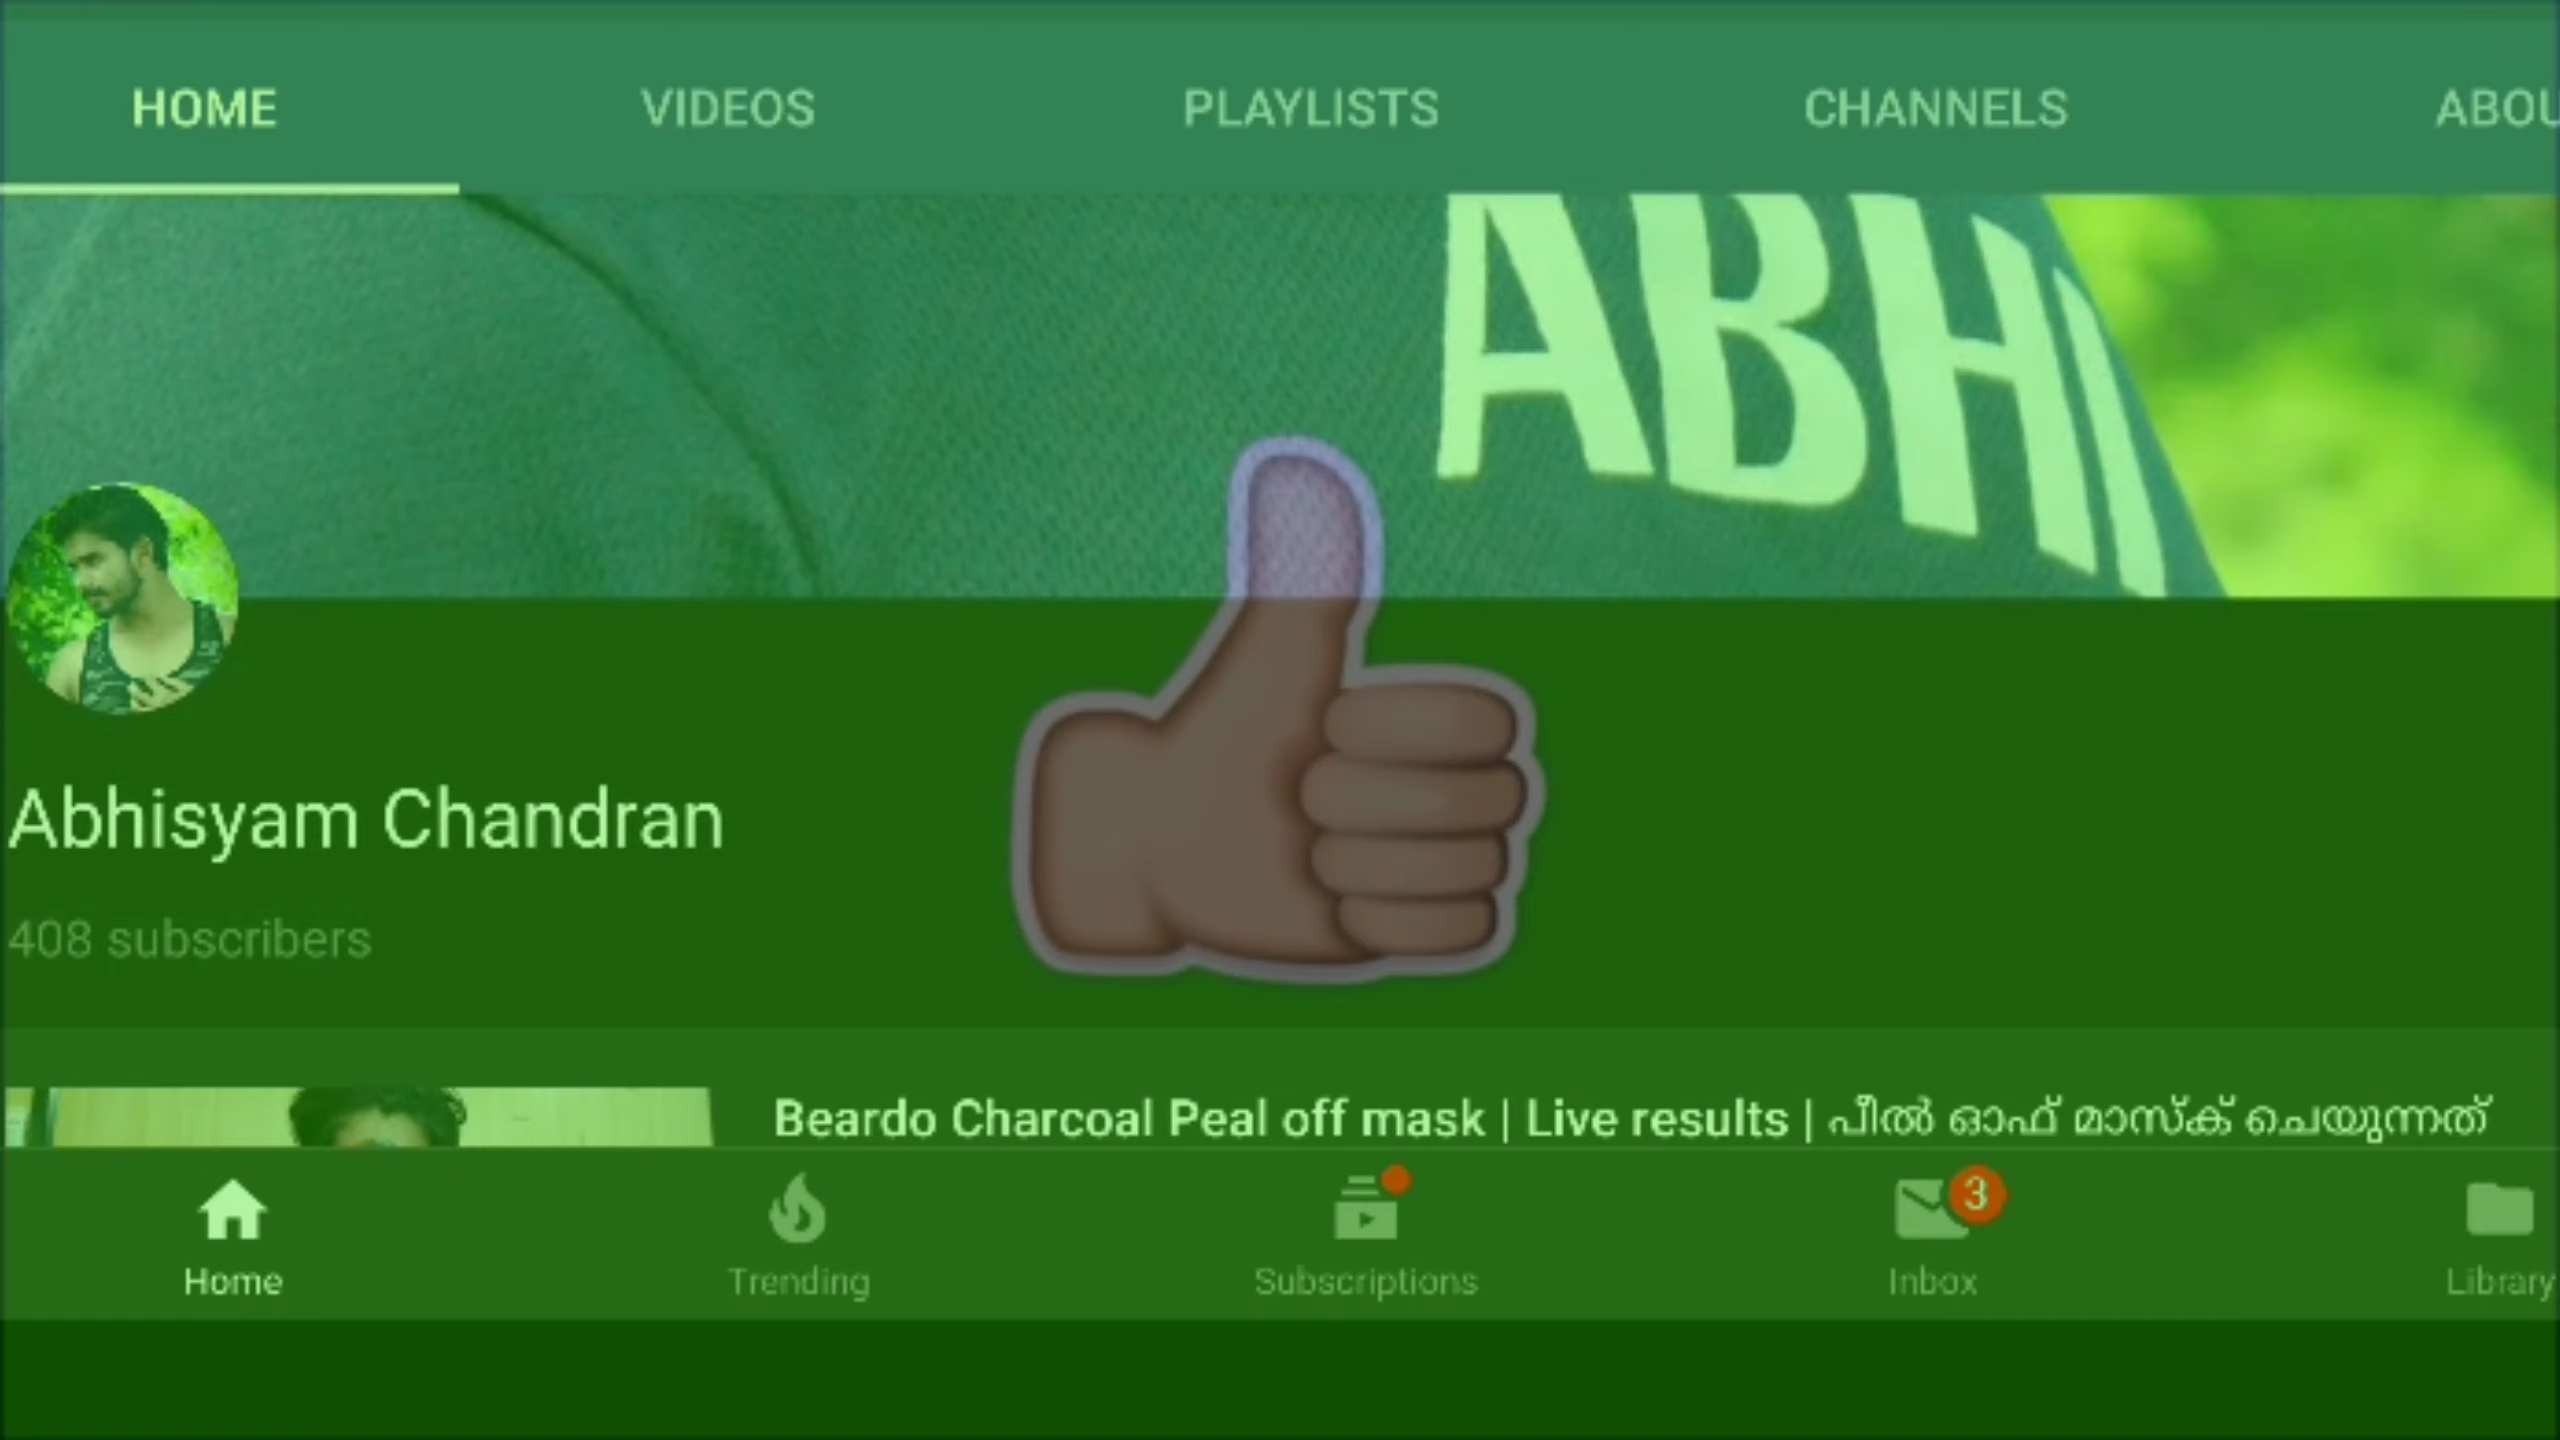 HOME VIDEOS PLAYLISTS CHANNELS ABOU
ABHI
Abhisyam Chandran
408 subscribers
Beardo Charcoal Peal off mask | Live results | പീൽ ഓഫ് മാസ്ക് ചെയുന്നത്
3
Home Trending Subscriptions Inbox Library